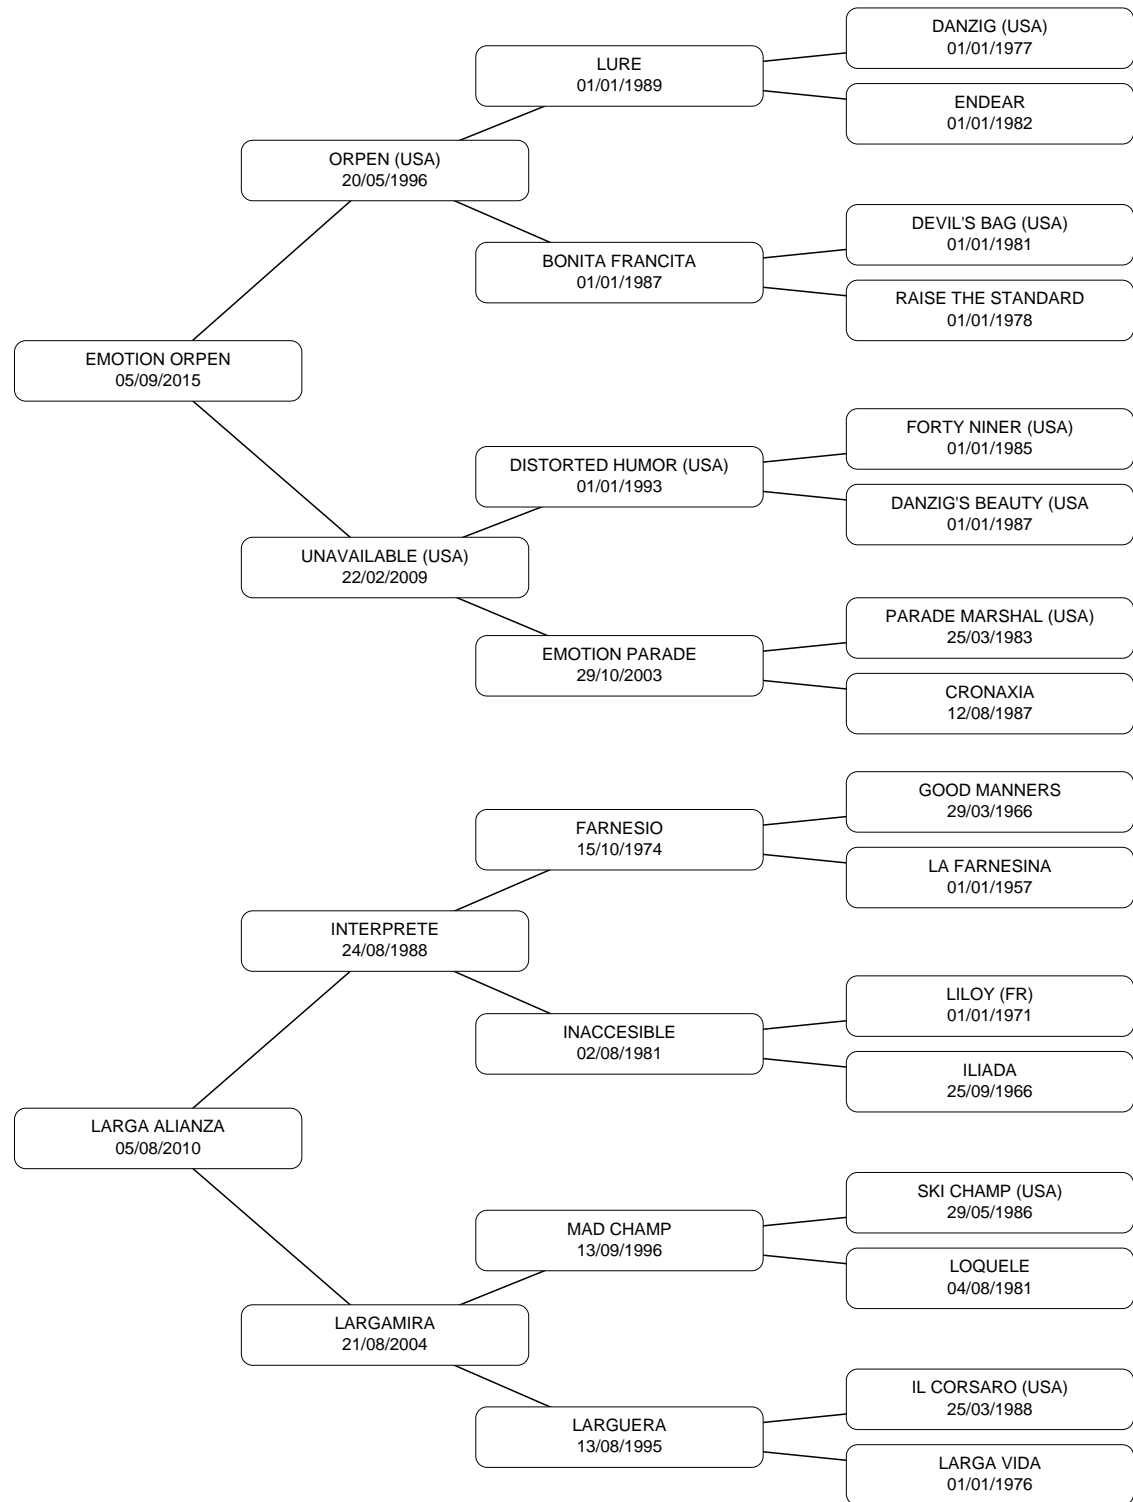 DANZIG (USA)
01/01/1977
LURE
01/01/1989
ENDEAR
01/01/1982
ORPEN (USA)
20/05/1996
DEVIL'S BAG (USA)
01/01/1981
BONITA FRANCITA
01/01/1987
RAISE THE STANDARD
01/01/1978
EMOTION ORPEN
05/09/2015
FORTY NINER (USA)
01/01/1985
DISTORTED HUMOR (USA)
01/01/1993
DANZIG'S BEAUTY (USA
01/01/1987
UNAVAILABLE (USA)
22/02/2009
PARADE MARSHAL (USA)
25/03/1983
EMOTION PARADE
29/10/2003
CRONAXIA
12/08/1987
GOOD MANNERS
29/03/1966
FARNESIO
15/10/1974
LA FARNESINA
01/01/1957
INTERPRETE
24/08/1988
LILOY (FR)
01/01/1971
INACCESIBLE
02/08/1981
ILIADA
25/09/1966
LARGA ALIANZA
05/08/2010
SKI CHAMP (USA)
29/05/1986
MAD CHAMP
13/09/1996
LOQUELE
04/08/1981
LARGAMIRA
21/08/2004
IL CORSARO (USA)
25/03/1988
LARGUERA
13/08/1995
LARGA VIDA
01/01/1976